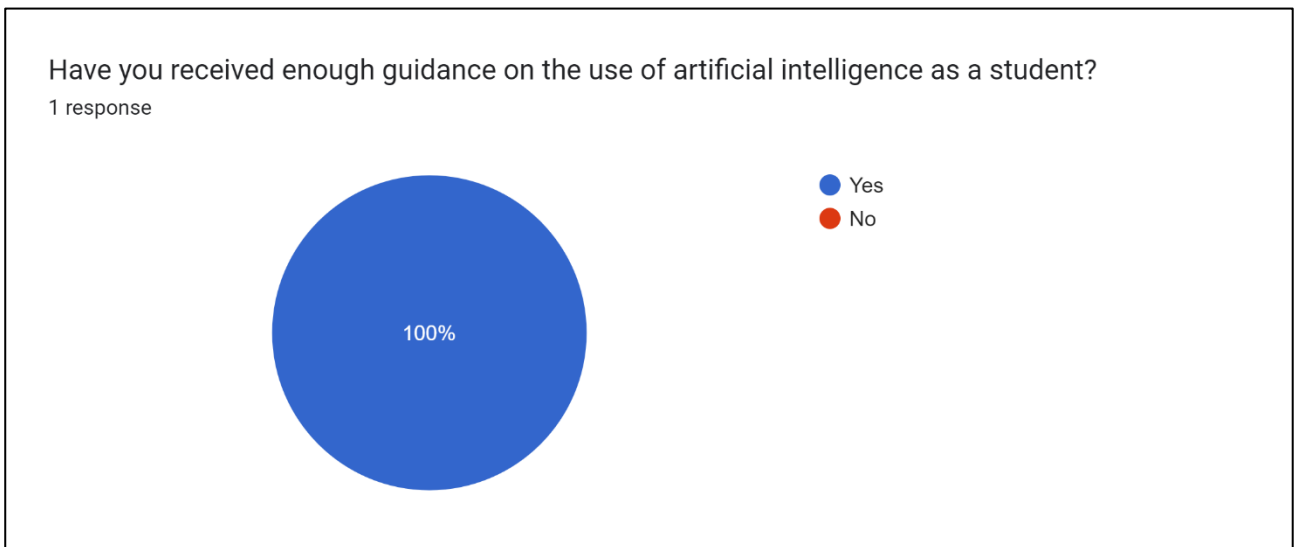 Have you received enough guidance on the use of artificial intelligence as a student?
1 response
Yes
No
100%